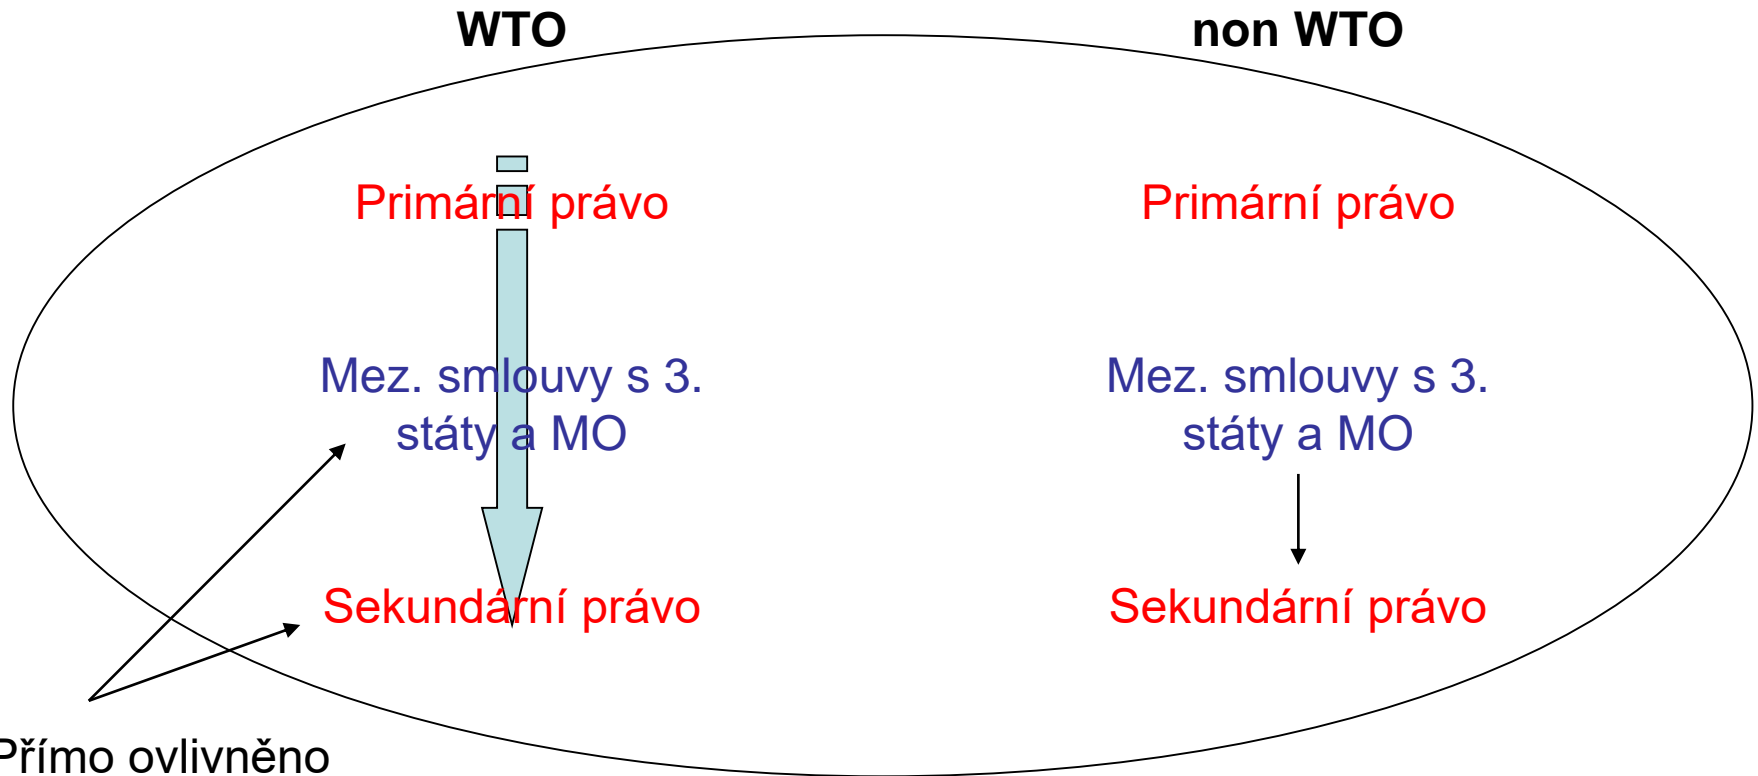 WTO
non WTO
Primární právo
Primární právo
Mez. smlouvy s 3.
státy a MO
Mez. smlouvy s 3.
státy a MO
Sekundární právo
Sekundární právo
Přímo ovlivněno